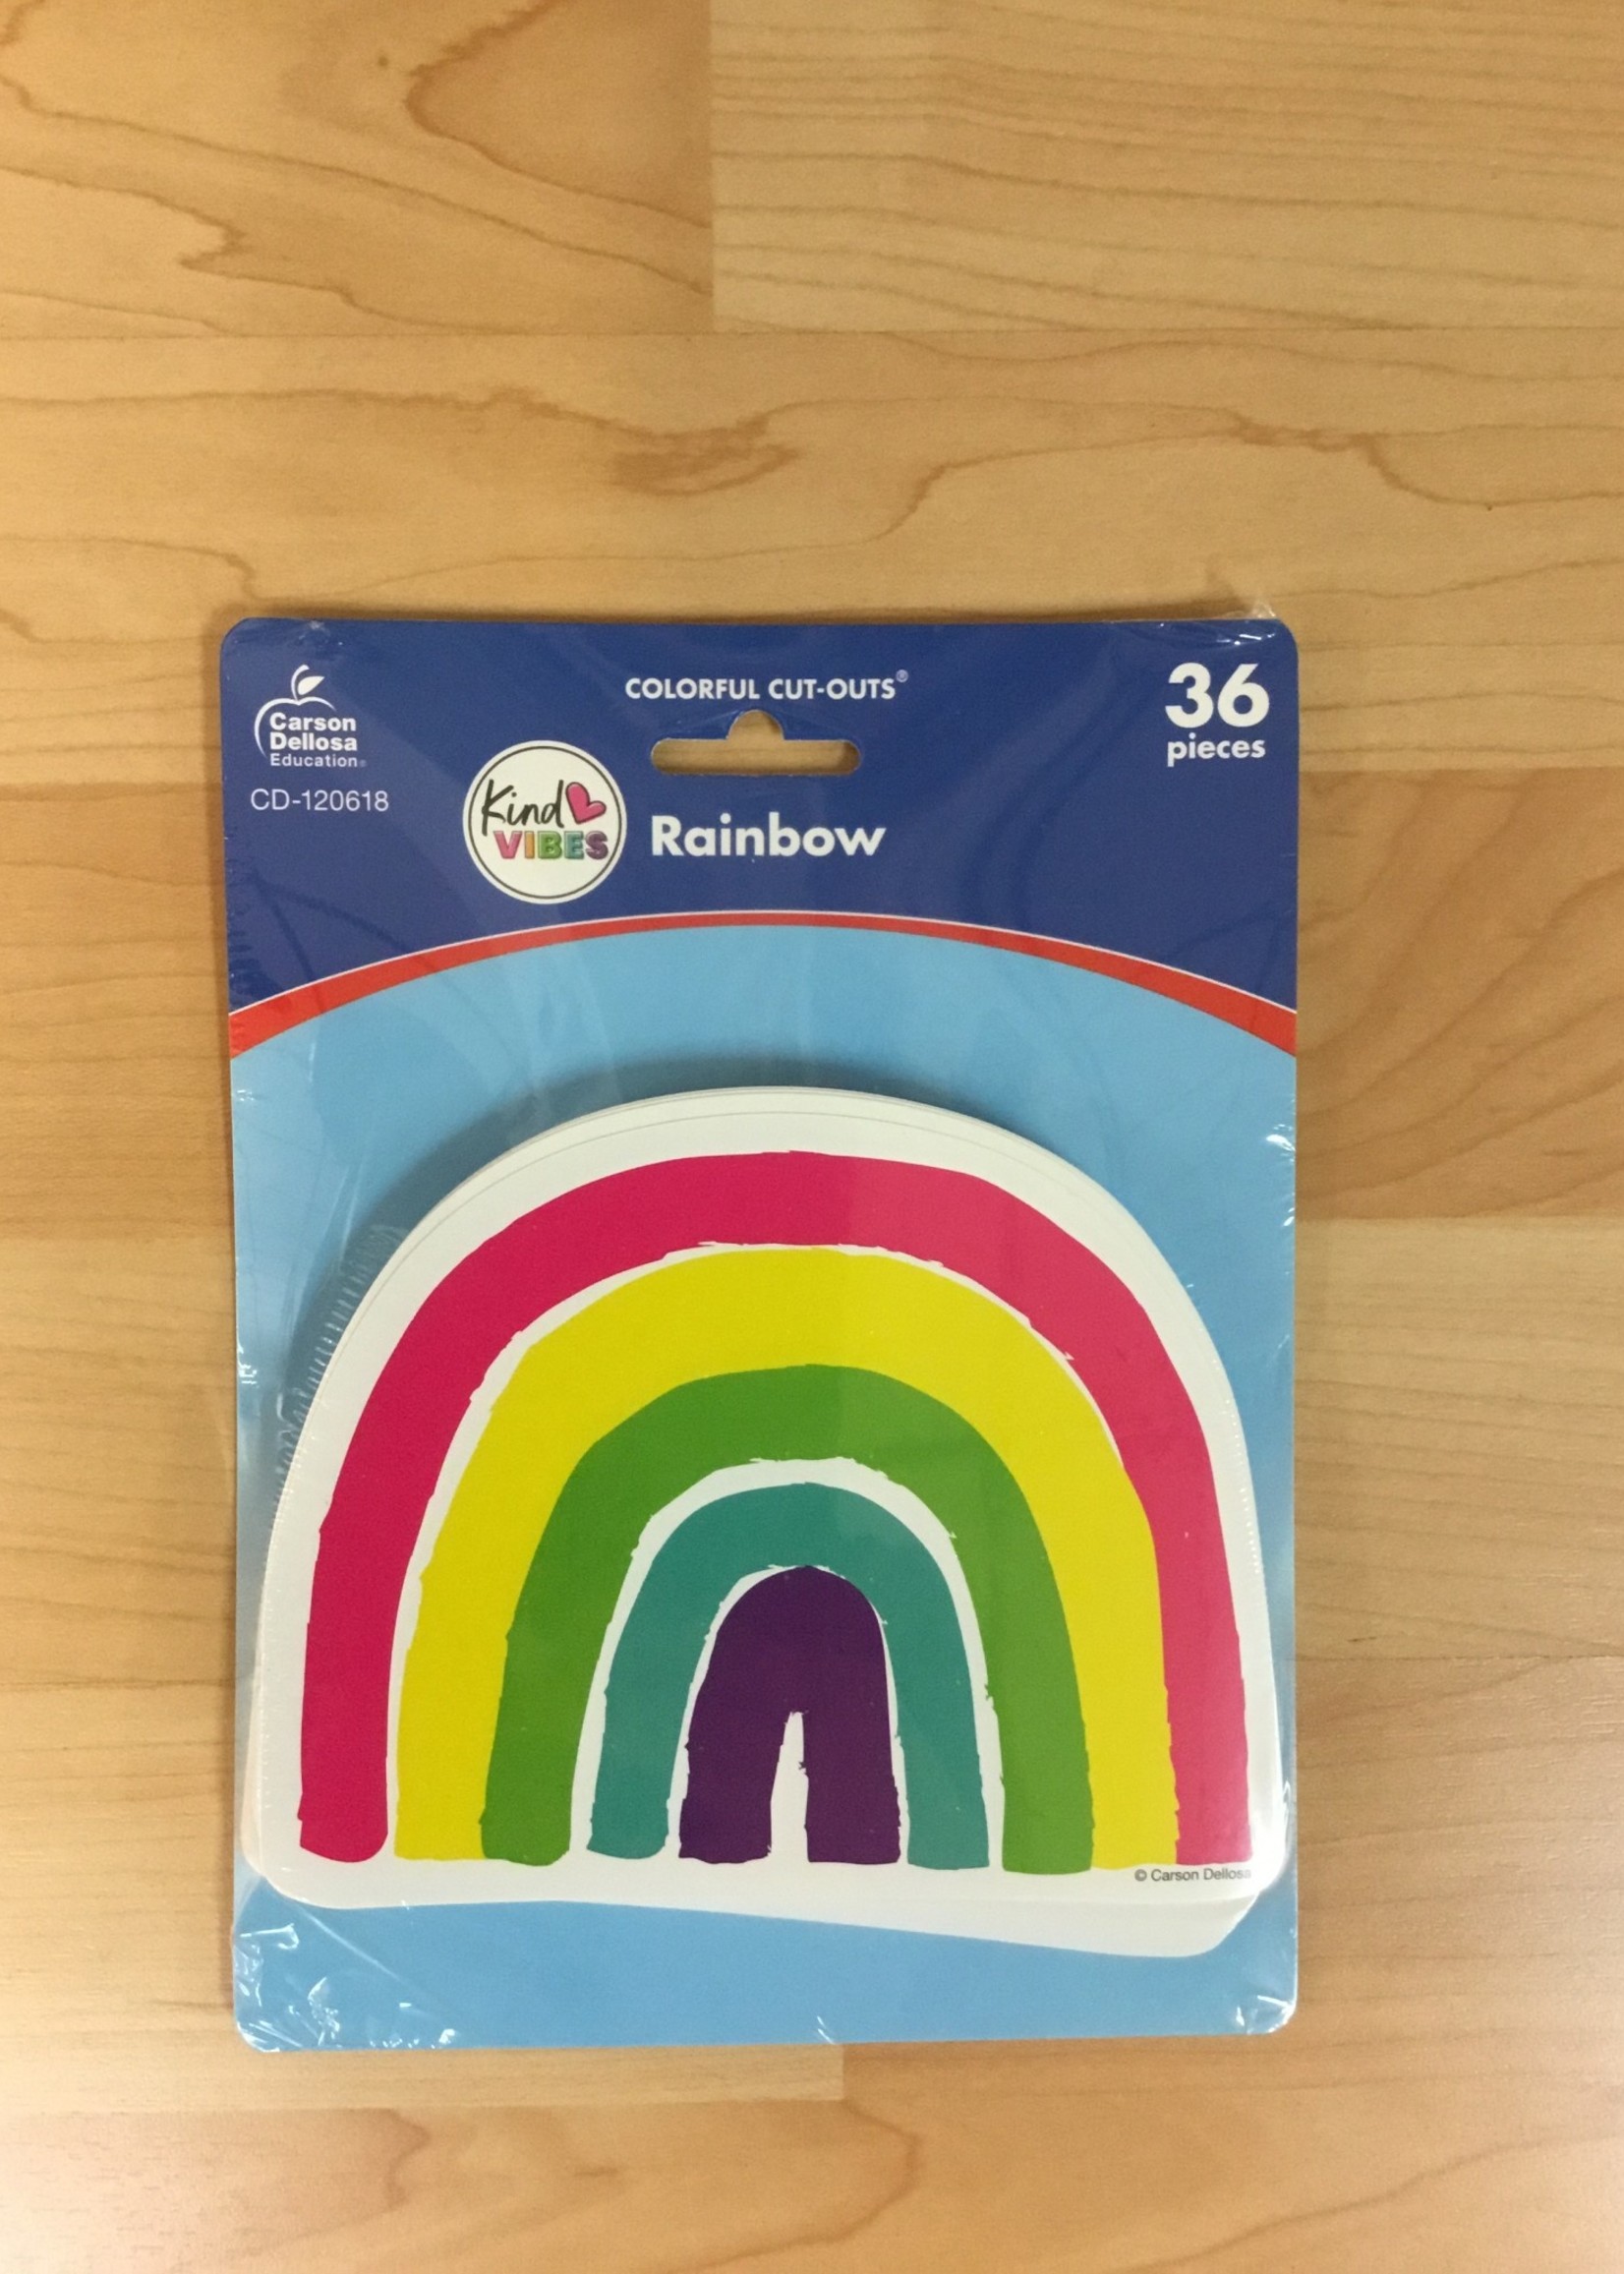 COLORFUL CUT-OUTS®
36
pieces
Carson
Dellosa
Education®
CD-120618
Kind
VIBES
Rainbow
© Carson Dellosa